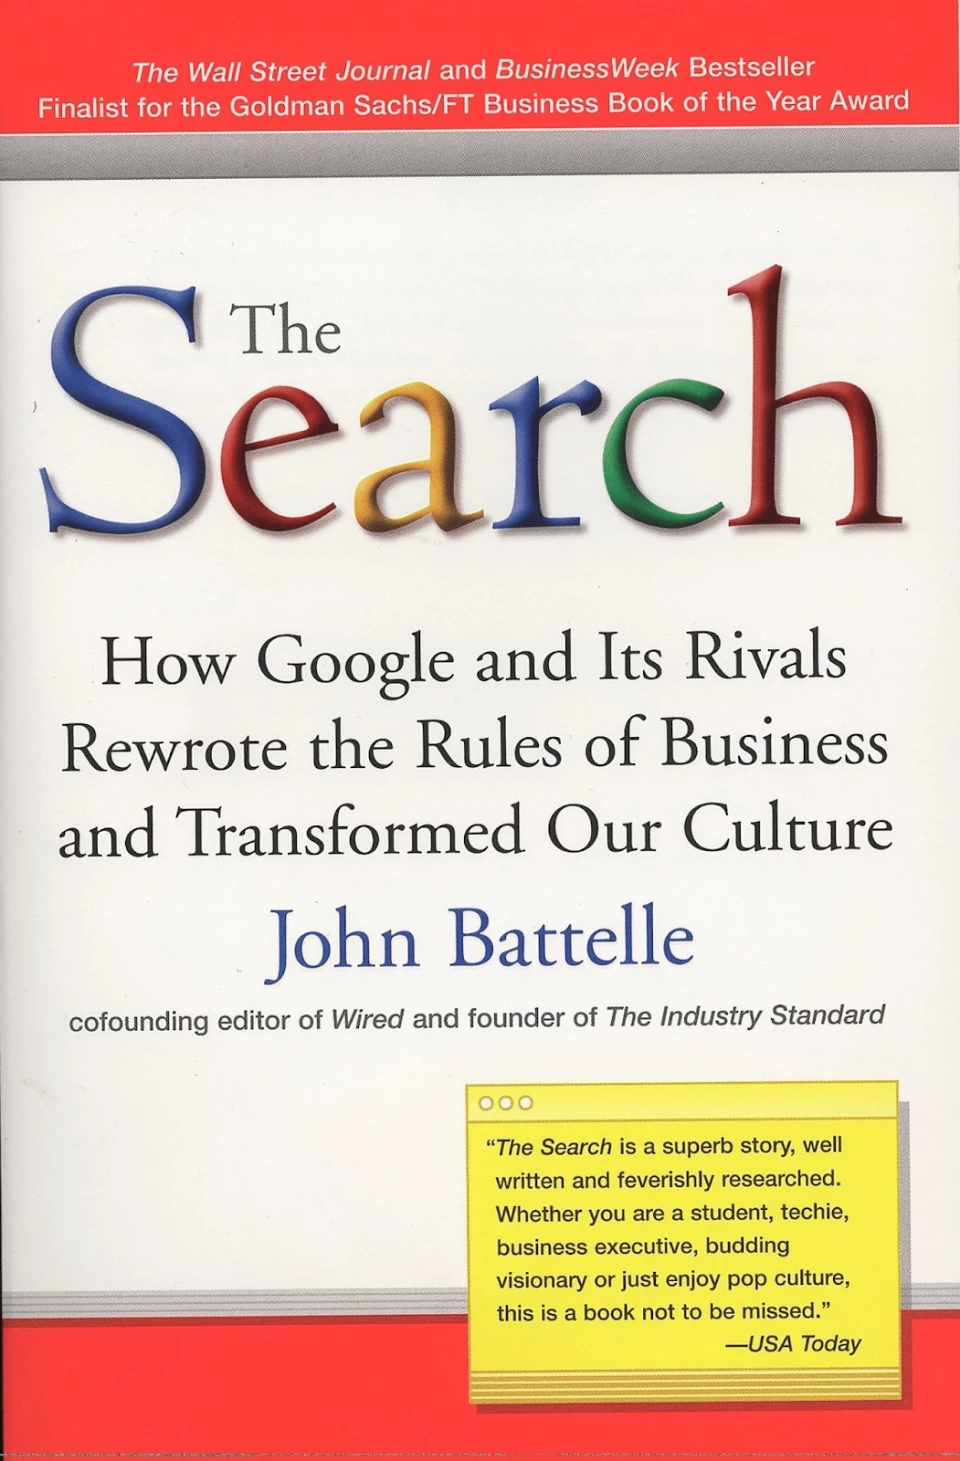 The Wall Street Journal and BusinessWeek Bestseller
Finalist for the Goldman Sachs/FT Business Book of the Year Award
The
Search
How Google and Its Rivals
Rewrote the Rules of Business
and Transformed Our Culture
John Battelle
cofounding editor of Wired and founder of The Industry Standard
“The Search is a superb story, well
written and feverishly researched.
Whether you are a student, techie,
business executive, budding
visionary or just enjoy pop culture,
this is a book not to be missed.”
—USA Today